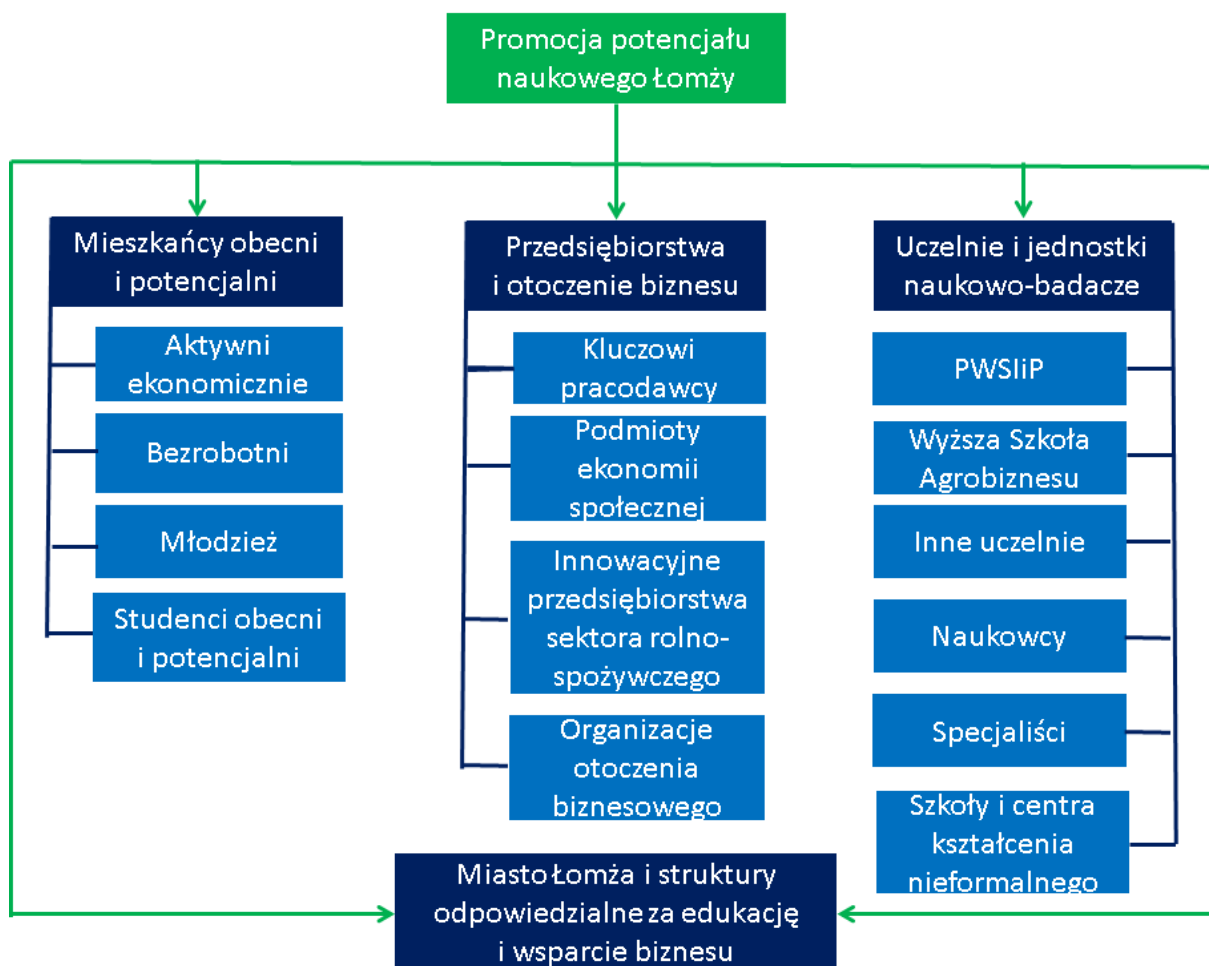 Promocja potencjału
naukowego Łomży
Mieszkańcy obecni
i potencjalni
Aktywni
ekonomicznie
Bezrobotni
Młodzież
Studenci obecni
i potencjalni
Przedsiębiorstwa
i otoczenie biznesu
Kluczowi
pracodawcy
Podmioty
ekonomii
społecznej
Innowacyjne
przedsiębiorstwa
sektora rolno-
spożywczego
Organizacje
otoczenia
biznesowego
Uczelnie i jednostki
naukowo-badacze
PWSIiP
Wyższa Szkoła
Agrobiznesu
Inne uczelnie
Naukowcy
Specjaliści
Szkoły i centra
kształcenia
nieformalnego
Miasto Łomża i struktury
odpowiedzialne za edukację
i wsparcie biznesu